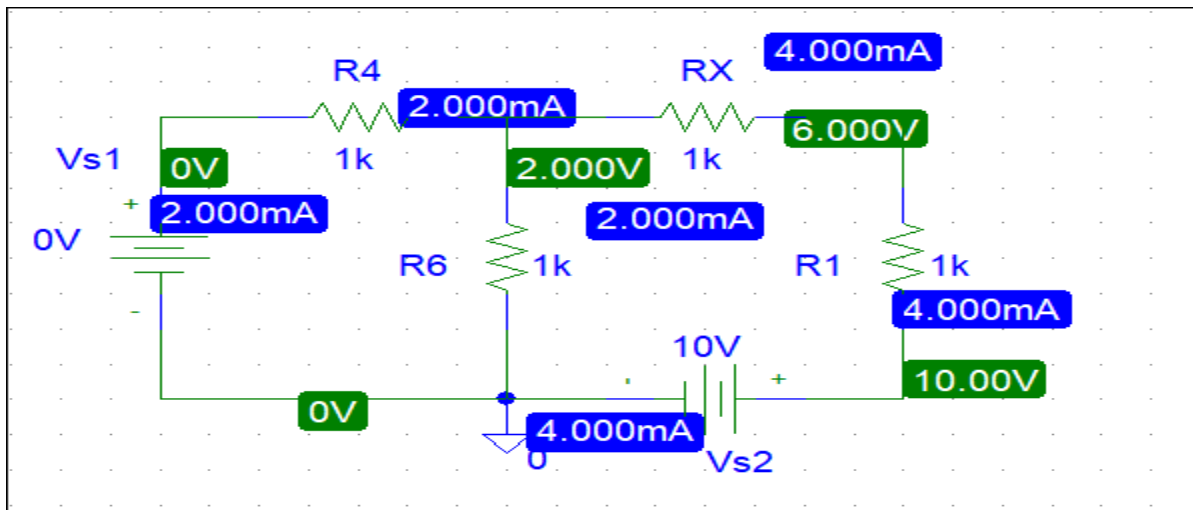 4.000mA
R4
RX
2.000mA
6.000V
1k
1k
Vs1
0V
2.000V
+
2.000mA
2.000mA
0V
R6
1k
R1
1k
-
4.000mA
10V
-
+
10.00V
0V
4.000mA
0
Vs2